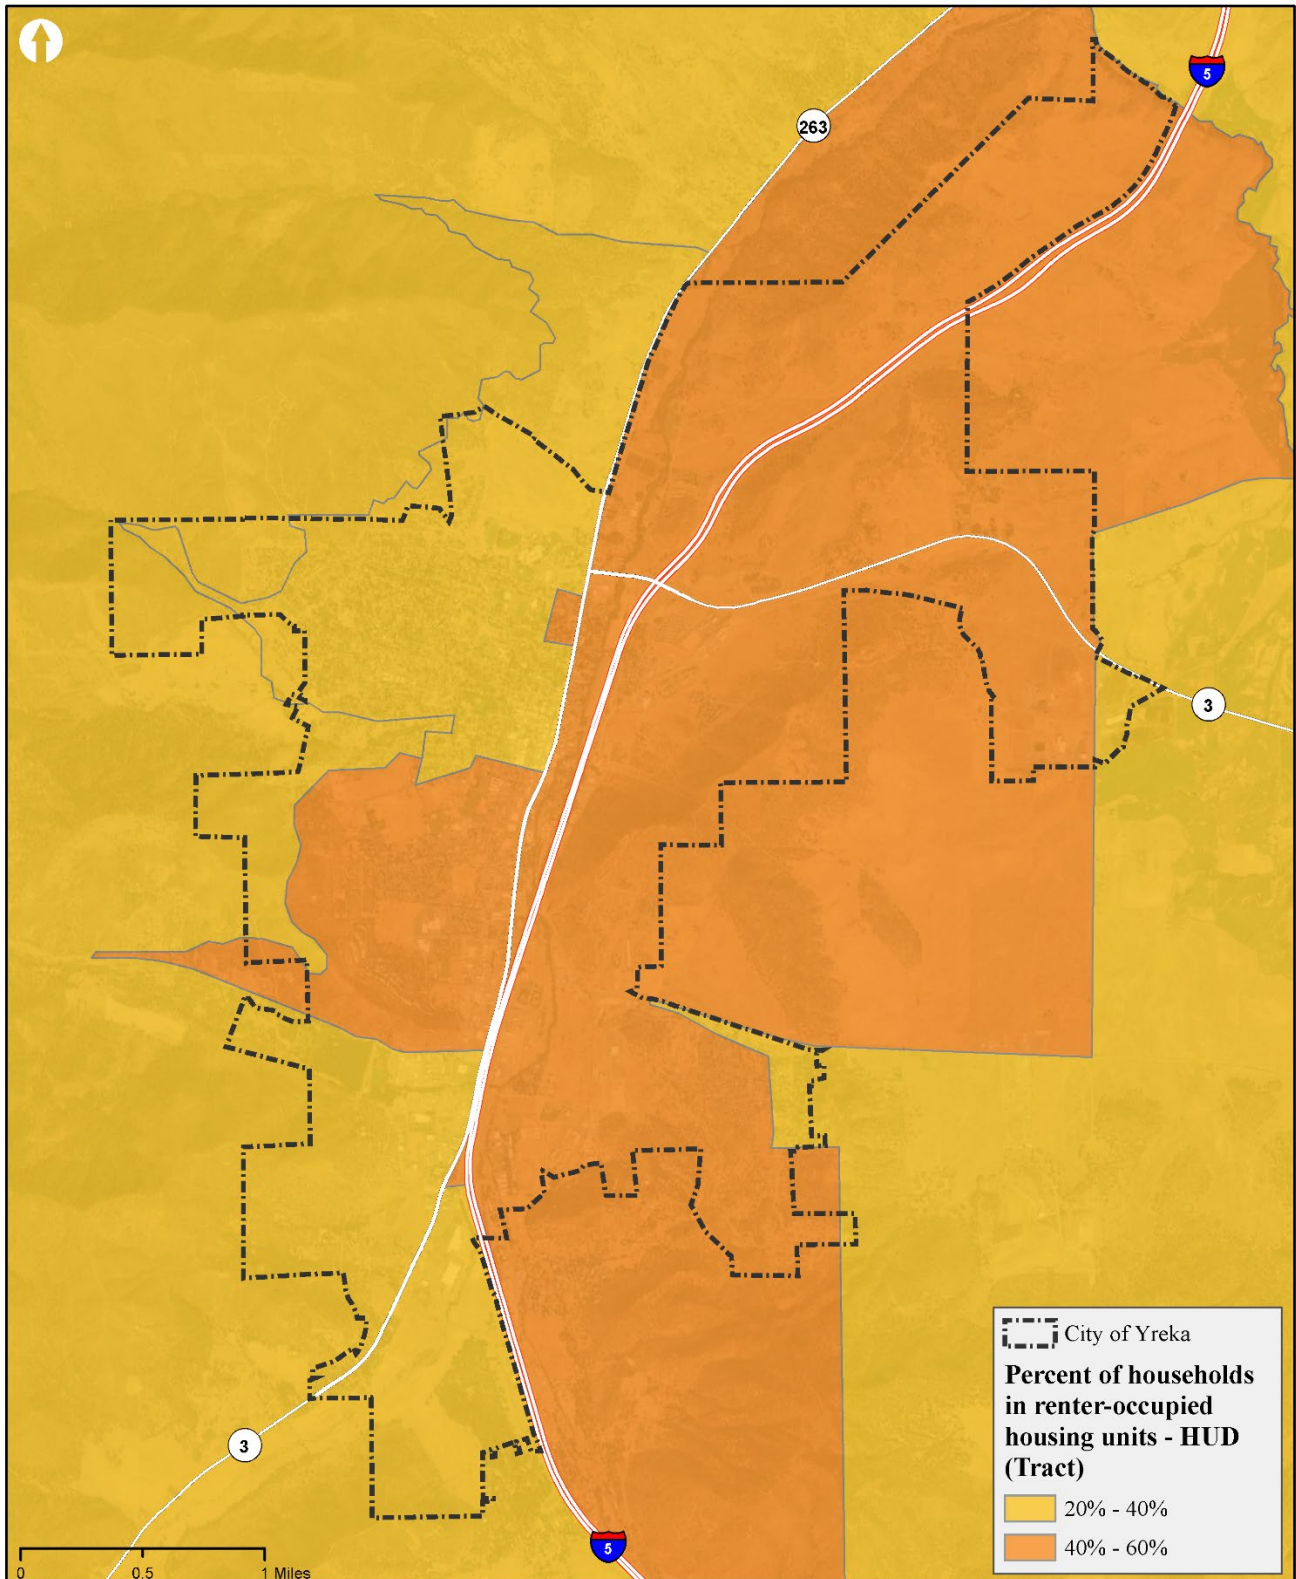 5
263
3
3
5
City of Yreka
Percent of households
in renter-occupied
housing units - HUD
(Tract)
20% - 40%
40% - 60%
0 0.5 1 Miles